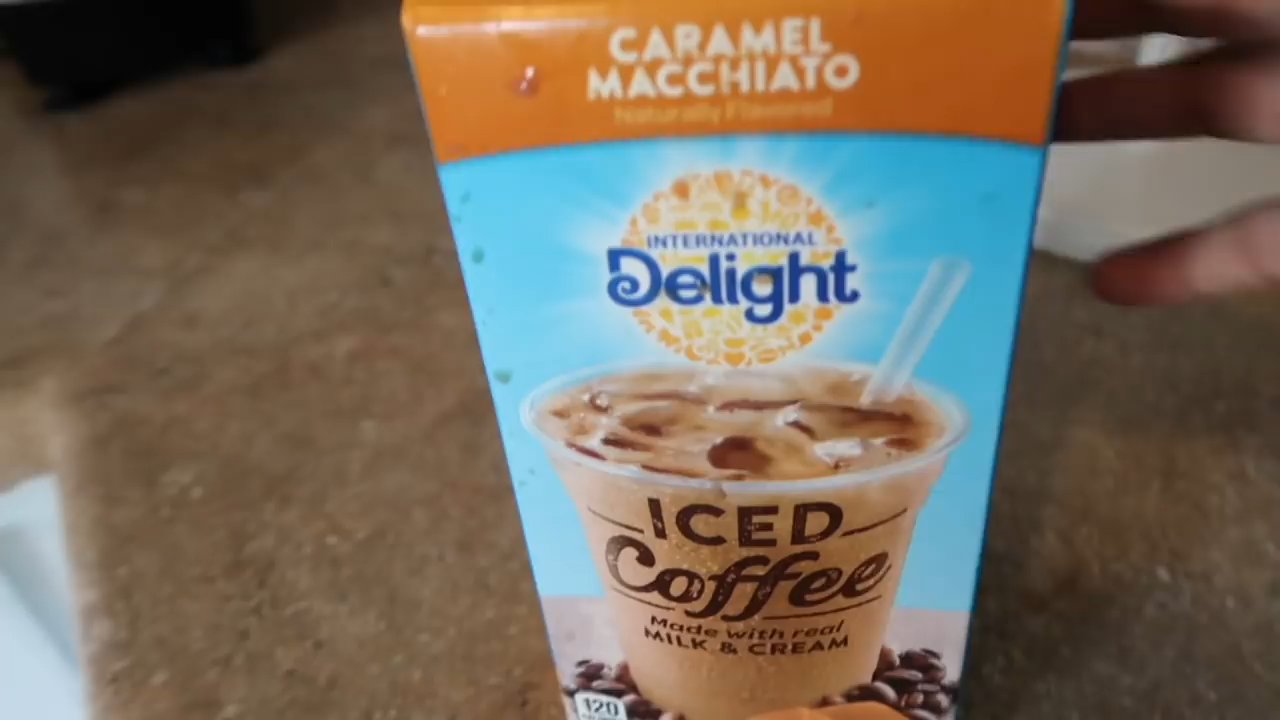 CARAMEL
MACCHIATO
Naturally Flavored
INTERNATIONAL
Delight
ICED
Coffee
Made with real
MILK & CREAM
120